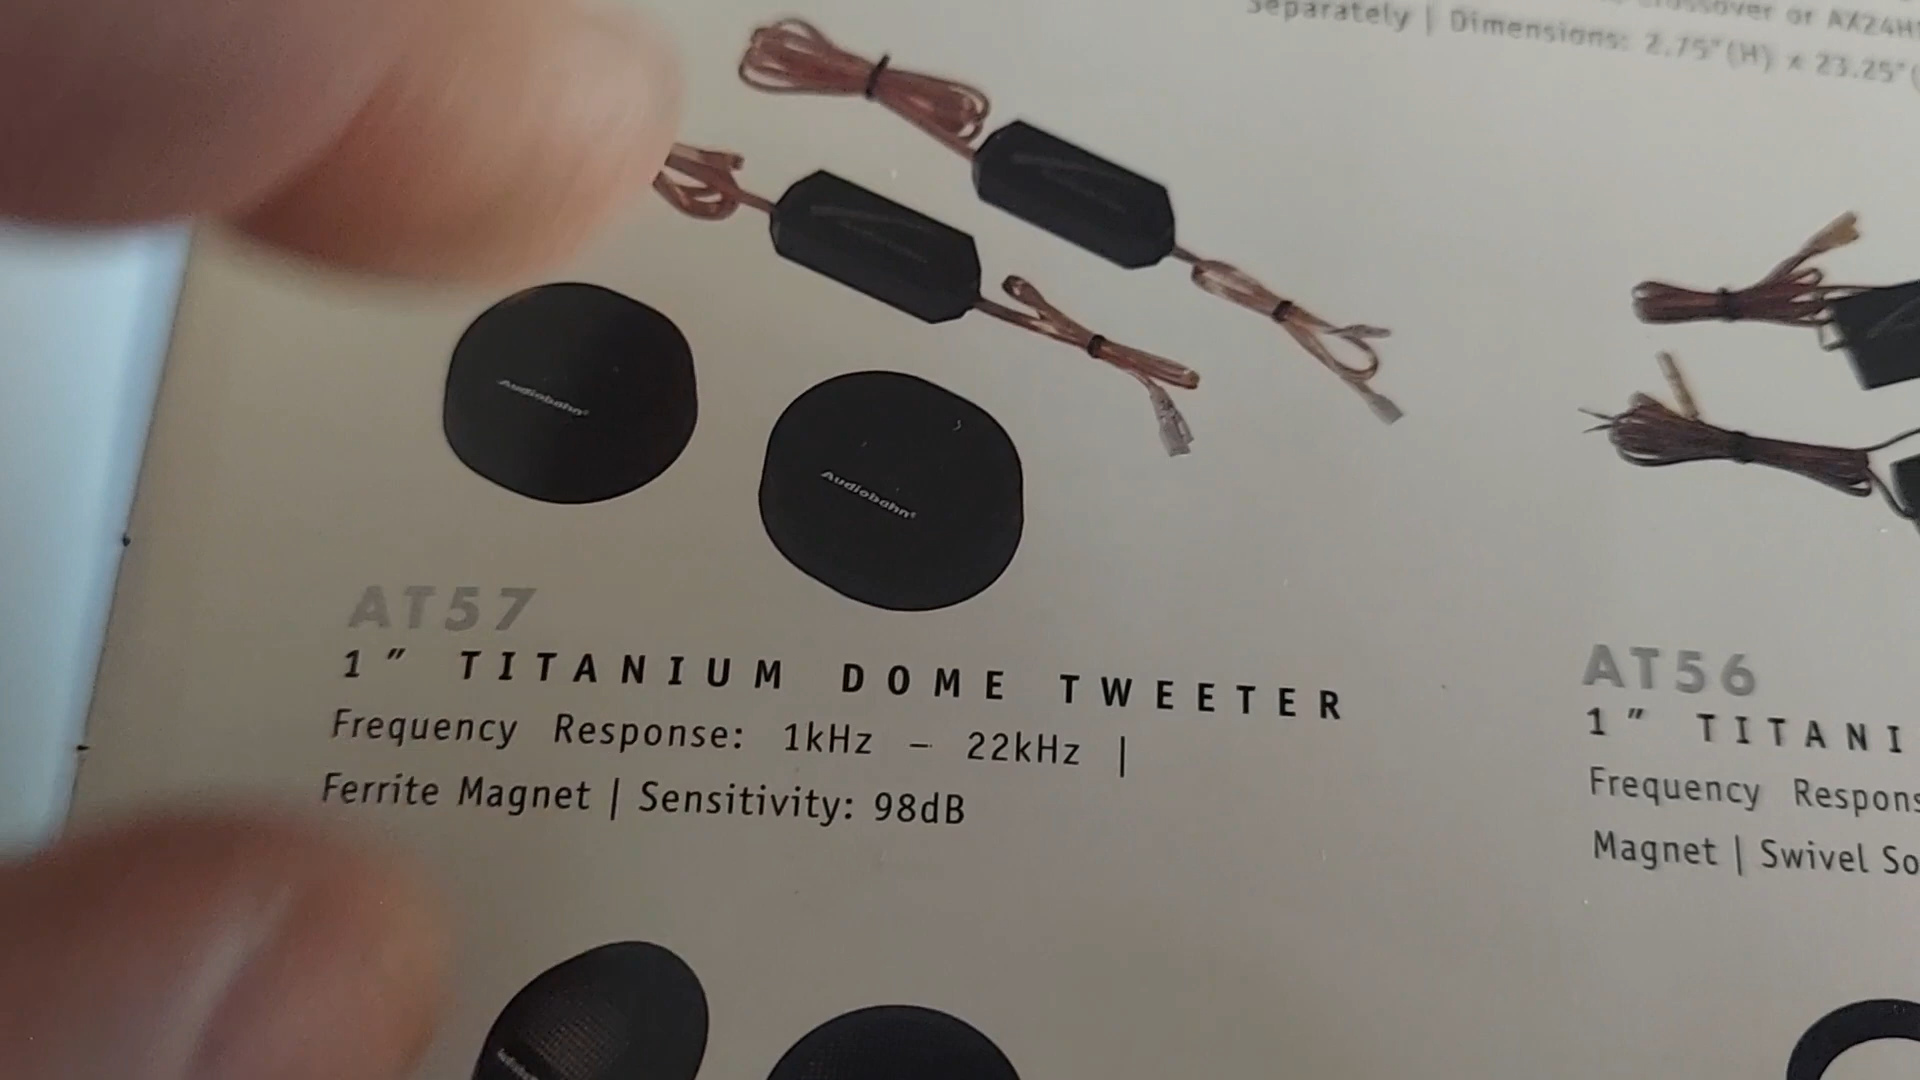 Separately | Dimensions: 2.75"(H) x 23.25"(
Audiobahn®
Audiobahn®
AT57
1" TITANIUM DOME TWEETER
Frequency Response: 1kHz – 22kHz |
Ferrite Magnet | Sensitivity: 98dB
AT56
1" TITANI
Frequency Respons
Magnet | Swivel So